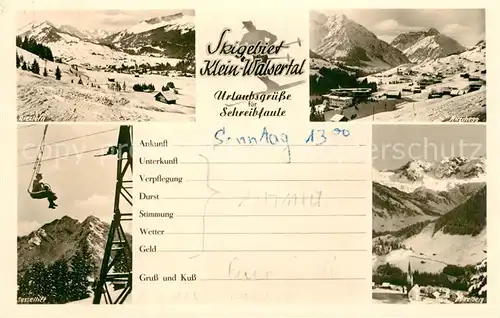 Skigebiet
Klein-Walsertal
Urlaubsgrüße
für
Schreibfaule
Riezlern
Hirschegg
Ankunft Sonntag 13 00
Unterkunft
Verpflegung
Durst
Stimmung
Wetter
Geld
Gruß und Kuß
Sessellift